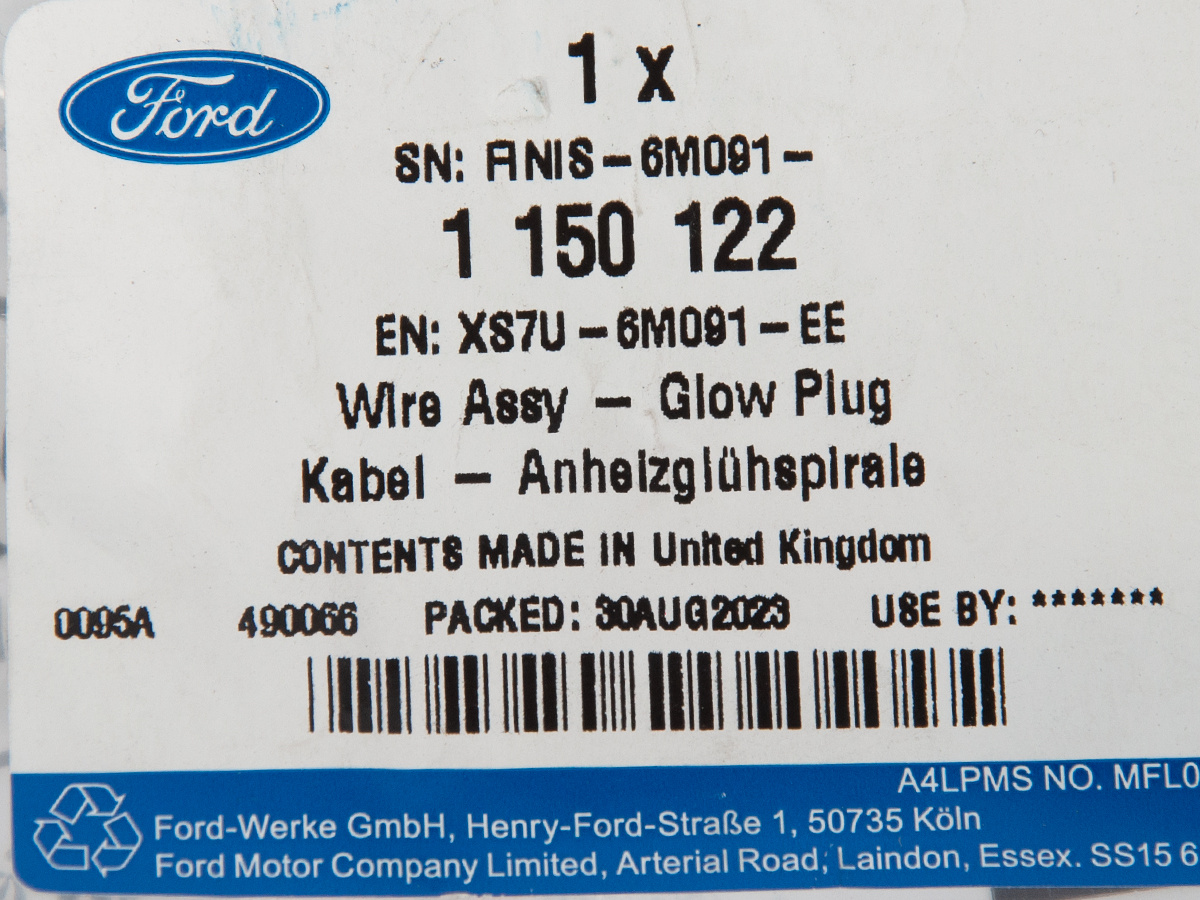 Ford
1 x
SN: FINIS-6M091-
1 150 122
EN: XS7U-6M091-EE
Wire Assy - Glow Plug
Kabel - Anheizglühspirale
CONTENTS MADE IN United Kingdom
0095A 490066 PACKED: 30AUG2023 USE BY: *******
A4LPMS NO. MFL0
Ford-Werke GmbH, Henry-Ford-Straße 1, 50735 Köln
Ford Motor Company Limited, Arterial Road, Laindon, Essex. SS15 6